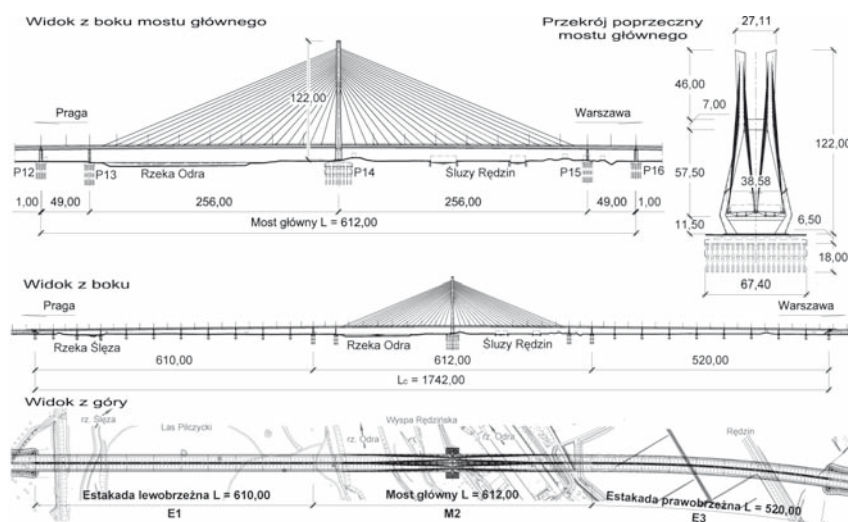 Widok z boku mostu głównego
Przekrój poprzeczny
mostu głównego
27,11
122,00
46,00
7,00
57,50
38,58
122,00
11,50
6,50
18,00
67,40
Praga
Warszawa
P12
P13
Rzeka Odra
P14
Śluzy Rędzin
P15
P16
1,00
49,00
256,00
256,00
49,00
1,00
Most główny L = 612,00
Widok z boku
Praga
Warszawa
Rzeka Ślęza
Rzeka Odra
Śluzy Rędzin
610,00
612,00
520,00
Lc = 1742,00
Widok z góry
rz. Ślęza
Las Pilczycki
rz. Odra
Wyspa Rędzińska
rz. Odra
Rędzin
Estakada lewobrzeżna L = 610,00
Most główny L = 612,00
Estakada prawobrzeżna L = 520,00
E1
M2
E3